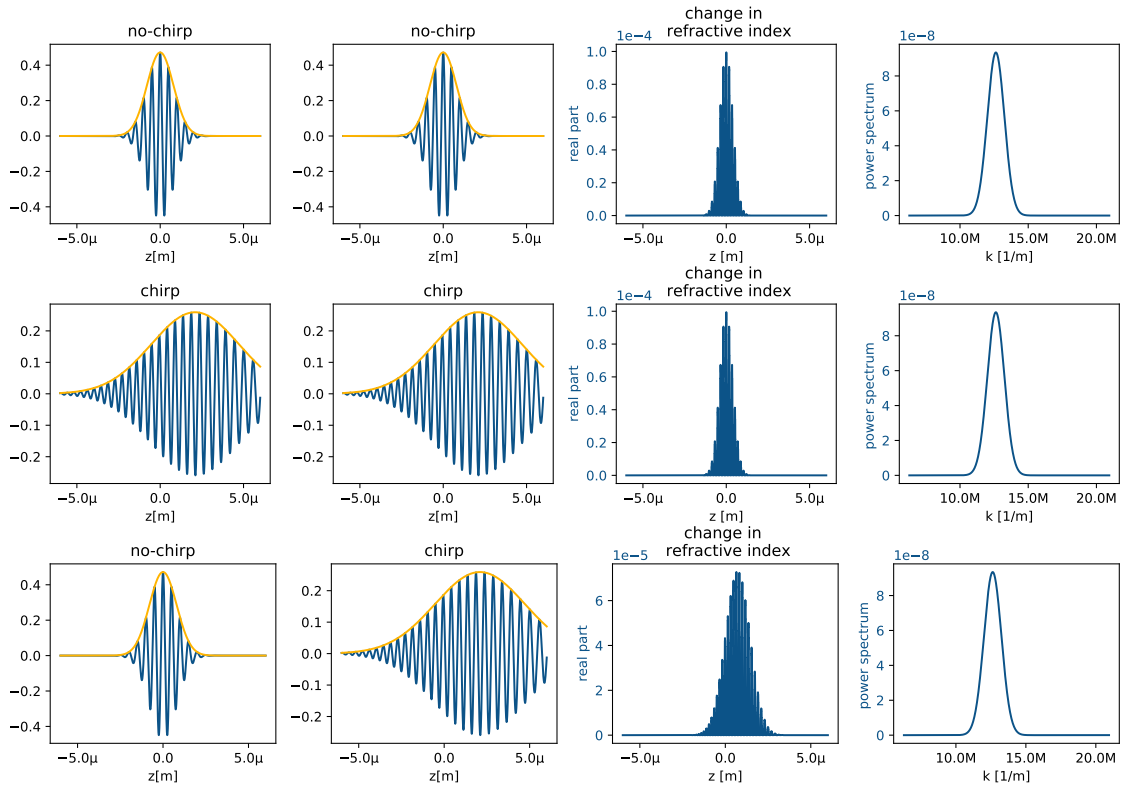 no-chirp
0.4
0.2
0.0
−0.2
−0.4
−5.0μ 0.0 5.0μ
z[m]
no-chirp
0.4
0.2
0.0
−0.2
−0.4
−5.0μ 0.0 5.0μ
z[m]
change in
refractive index
1e−4
1.0
0.8
0.6
0.4
0.2
0.0
real part
−5.0μ 0.0 5.0μ
z [m]
1e−8
8
6
4
2
0
power spectrum
10.0M 15.0M 20.0M
k [1/m]
chirp
0.2
0.1
0.0
−0.1
−0.2
−5.0μ 0.0 5.0μ
z[m]
chirp
0.2
0.1
0.0
−0.1
−0.2
−5.0μ 0.0 5.0μ
z[m]
change in
refractive index
1e−4
1.0
0.8
0.6
0.4
0.2
0.0
real part
−5.0μ 0.0 5.0μ
z [m]
1e−8
8
6
4
2
0
power spectrum
10.0M 15.0M 20.0M
k [1/m]
no-chirp
0.4
0.2
0.0
−0.2
−0.4
−5.0μ 0.0 5.0μ
z[m]
chirp
0.2
0.1
0.0
−0.1
−0.2
−5.0μ 0.0 5.0μ
z[m]
change in
refractive index
1e−5
6
4
2
0
real part
−5.0μ 0.0 5.0μ
z [m]
1e−8
8
6
4
2
0
power spectrum
10.0M 15.0M 20.0M
k [1/m]